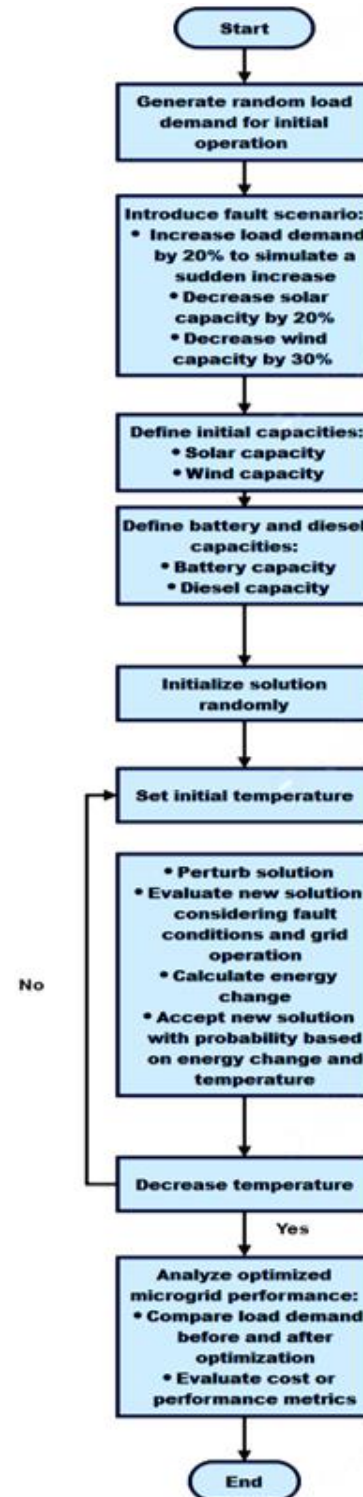 Start
Generate random load
demand for initial
operation
Introduce fault scenario:
• Increase load demand
by 20% to simulate a
sudden increase
• Decrease solar
capacity by 20%
• Decrease wind
capacity by 30%
Define initial capacities:
• Solar capacity
• Wind capacity
Define battery and diesel
capacities:
• Battery capacity
• Diesel capacity
Initialize solution
randomly
Set initial temperature
• Perturb solution
• Evaluate new solution
considering fault
conditions and grid
operation
• Calculate energy
change
• Accept new solution
with probability based
on energy change and
temperature
No
Decrease temperature
Yes
Analyze optimized
microgrid performance:
• Compare load demand
before and after
optimization
• Evaluate cost or
performance metrics
End